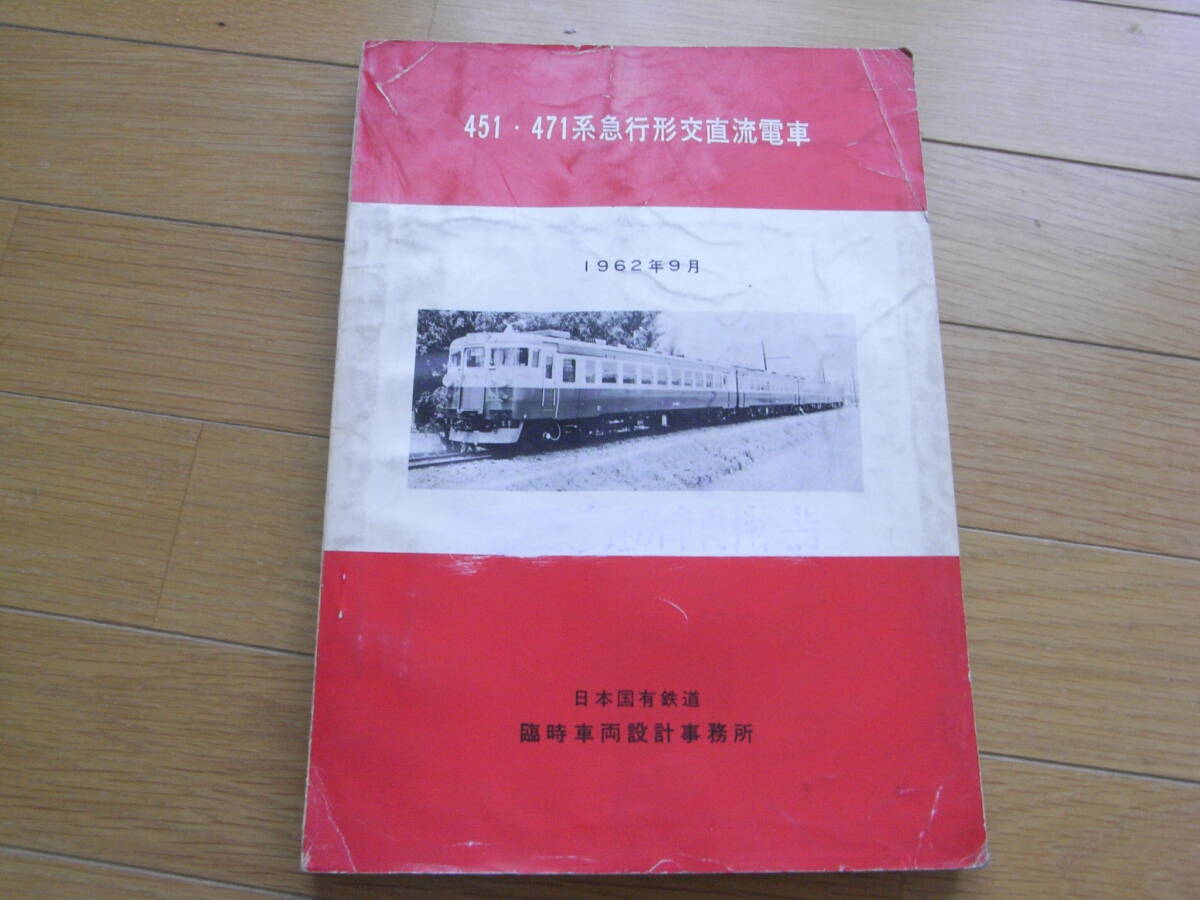 451・471系急行形交直流電車
1962年9月
日本国有鉄道
臨時車両設計事務所